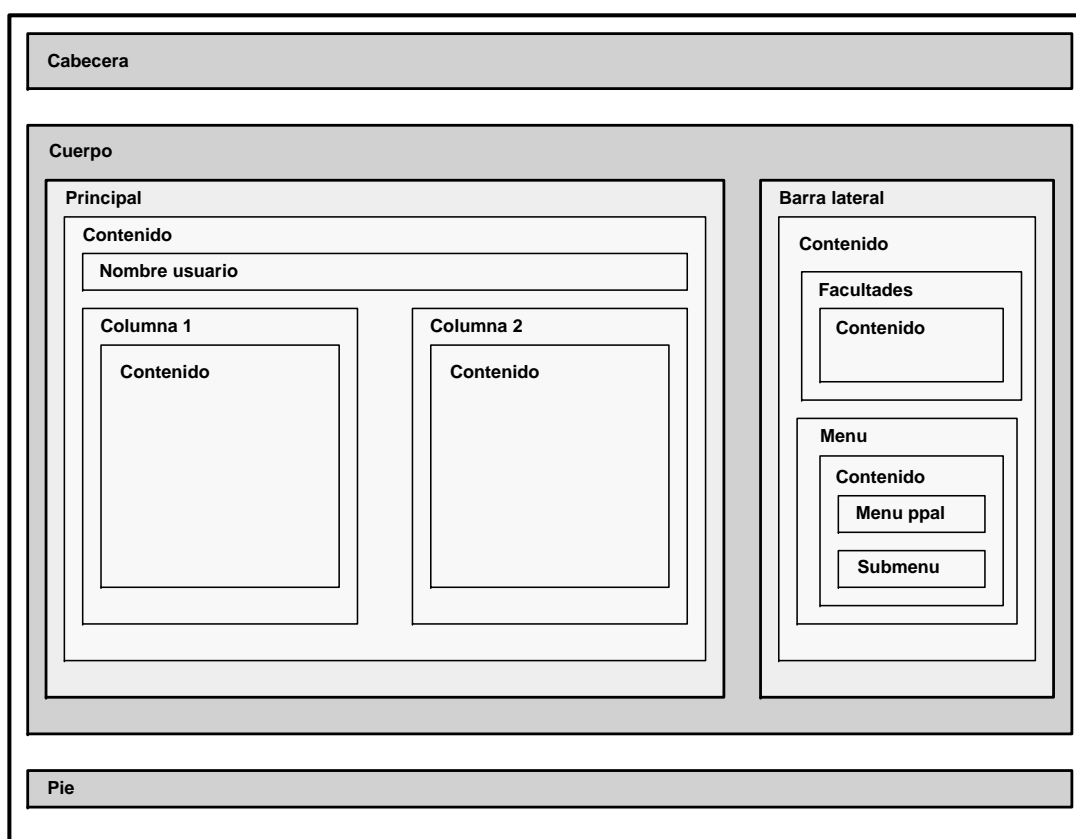 Cabecera
Cuerpo
Principal
Contenido
Nombre usuario
Columna 1
Contenido
Columna 2
Contenido
Barra lateral
Contenido
Facultades
Contenido
Menu
Contenido
Menu ppal
Submenu
Pie